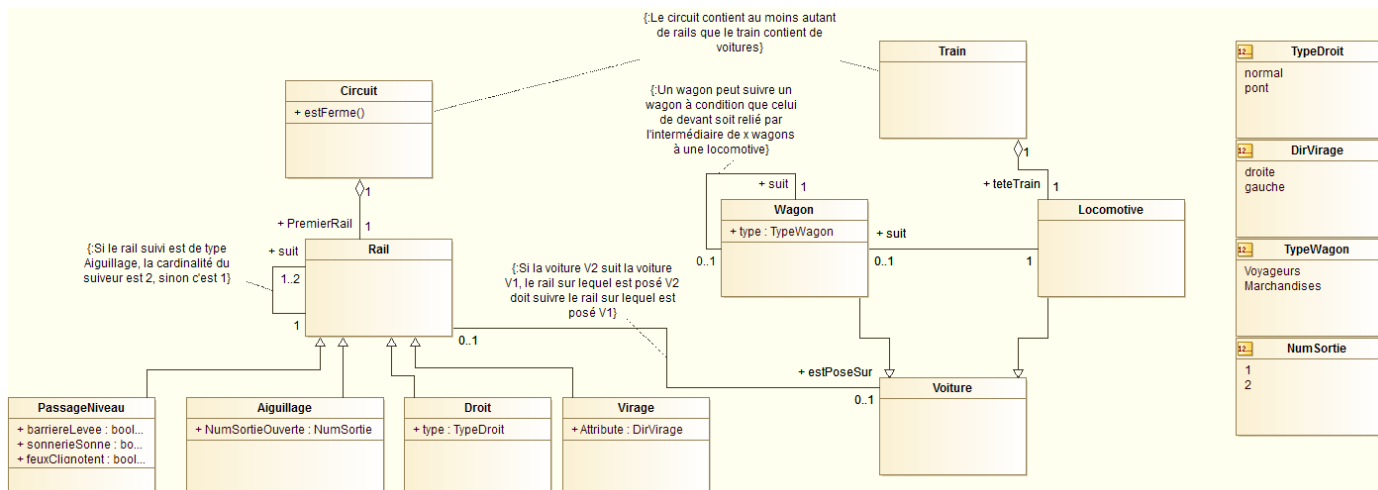 {:Le circuit contient au moins autant
de rails que le train contient de
voitures}
Circuit
+ estFerme()
1
+ PremierRail
1
{:Un wagon peut suivre un
wagon à condition que celui
de devant soit relié par
l'intermédiaire de x wagons
à une locomotive}
Train
1
+ teteTrain
1
+ suit
1
Wagon
+ type : TypeWagon
0..1
+ suit
0..1
Locomotive
1
{:Si le rail suivi est de type
Aiguillage, la cardinalité du
suiveur est 2, sinon c'est 1}
+ suit
1..2
1
Rail
0..1
{:Si la voiture V2 suit la voiture
V1, le rail sur lequel est posé V2
doit suivre le rail sur lequel est
posé V1}
+ estPoseSur
0..1
Voiture
PassageNiveau
+ barriereLevee : bool...
+ sonnerieSonne : bo...
+ feuxClignotent : bool...
Aiguillage
+ NumSortieOuverte : NumSortie
Droit
+ type : TypeDroit
Virage
+ Attribute : DirVirage
12... TypeDroit
normal
pont
12... DirVirage
droite
gauche
12... TypeWagon
Voyageurs
Marchandises
12... NumSortie
1
2